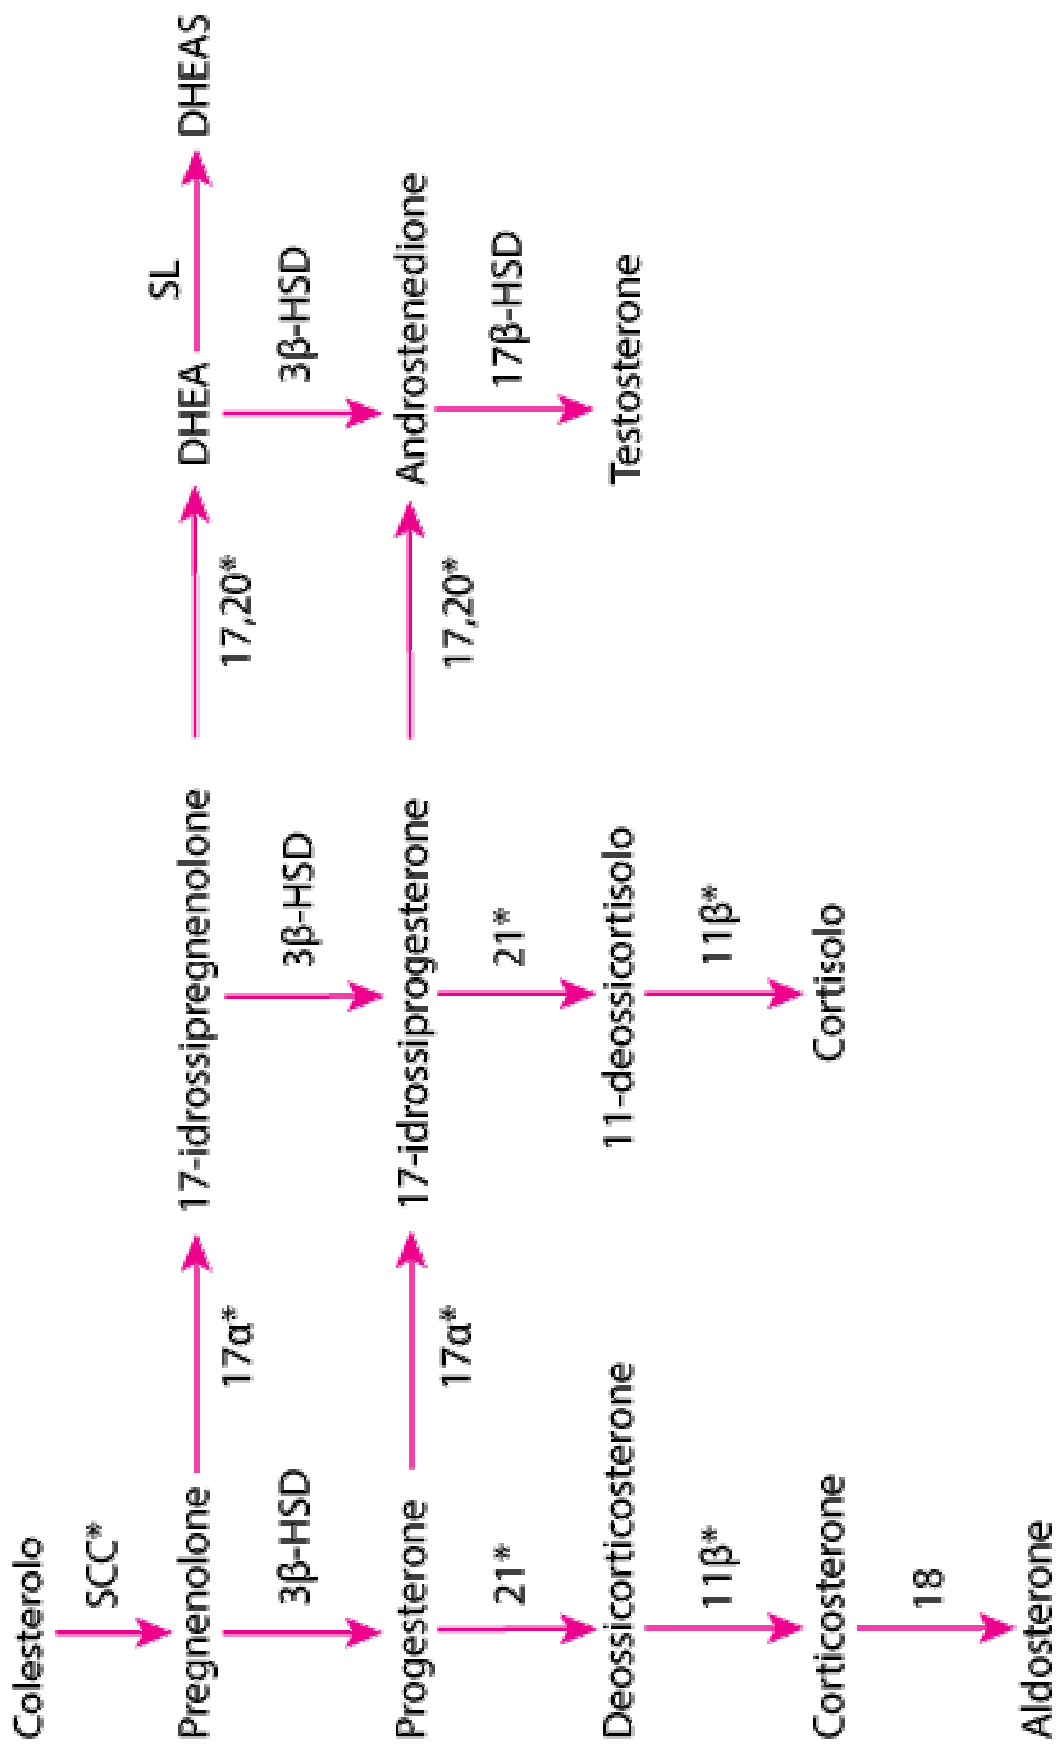 Colesterolo
SCC*
Pregnenolone
17α*
17-idrossipregnenolone
17,20*
DHEA
SL
DHEAS
3β-HSD
3β-HSD
3β-HSD
Progesterone
17α*
17-idrossiprogesterone
17,20*
Androstenedione
21*
21*
17β-HSD
Deossicorticosterone
11-deossicortisolo
Testosterone
11β*
11β*
Corticosterone
Cortisolo
18
Aldosterone